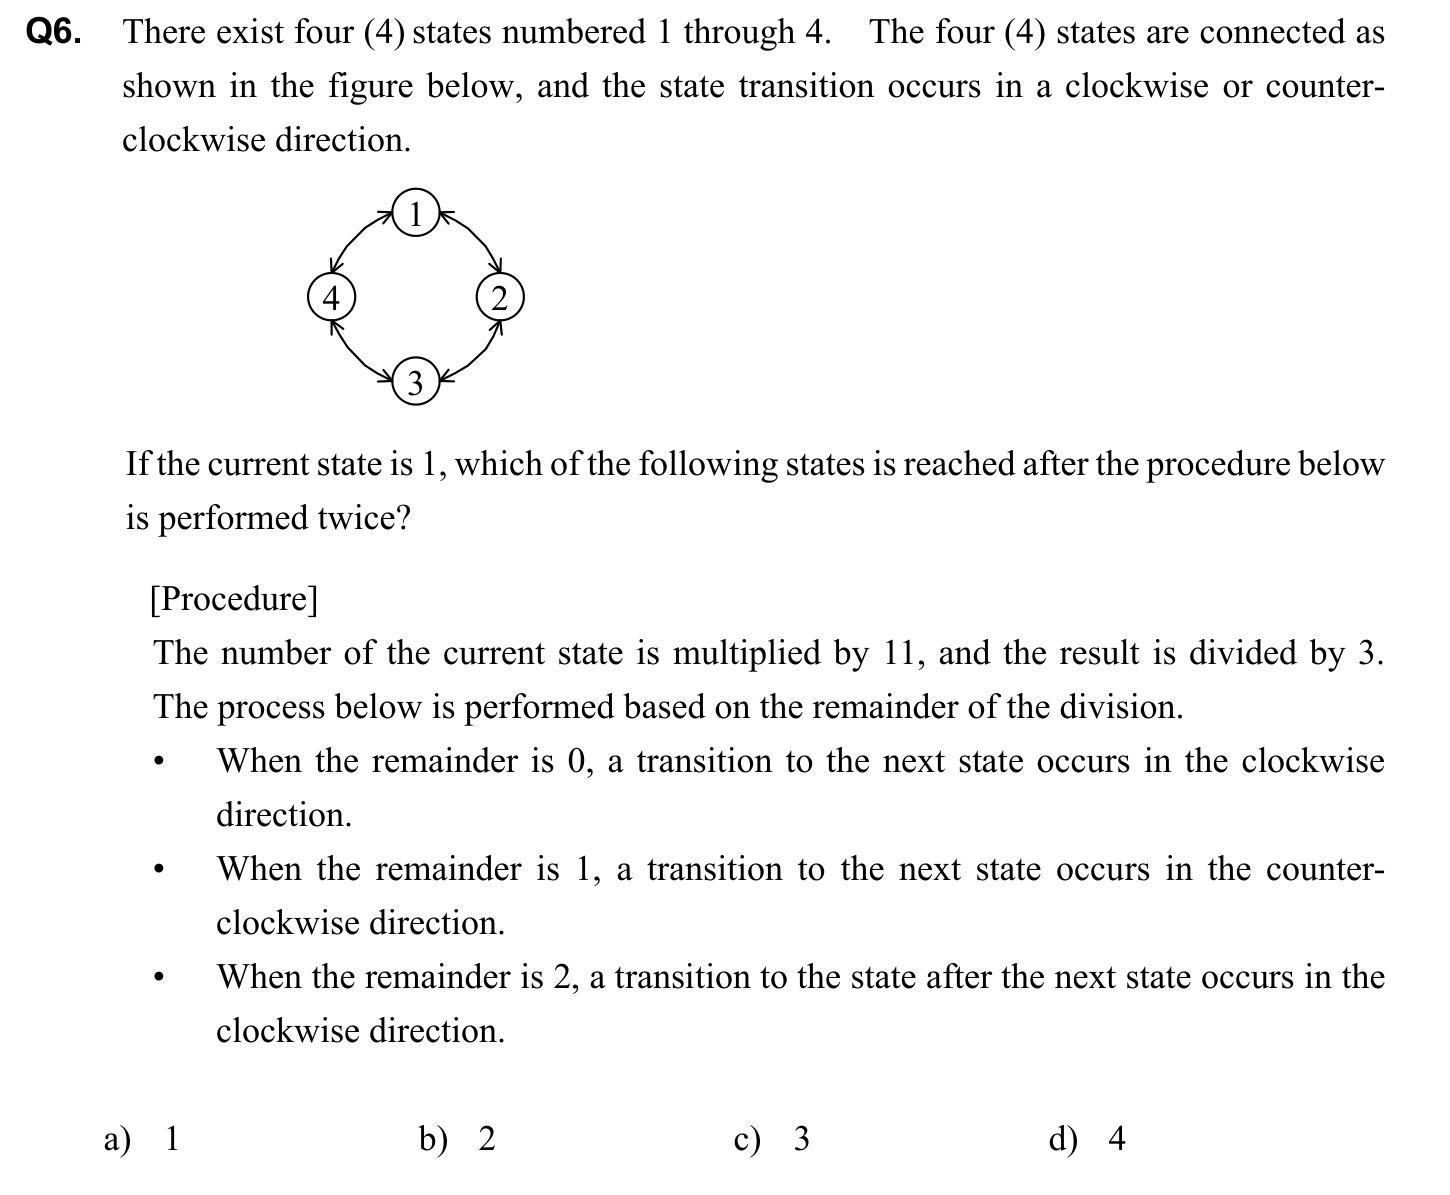 Q6. There exist four (4) states numbered 1 through 4. The four (4) states are connected as
shown in the figure below, and the state transition occurs in a clockwise or counter-
clockwise direction.
1
4 2
3
If the current state is 1, which of the following states is reached after the procedure below
is performed twice?
[Procedure]
The number of the current state is multiplied by 11, and the result is divided by 3.
The process below is performed based on the remainder of the division.
• When the remainder is 0, a transition to the next state occurs in the clockwise
direction.
• When the remainder is 1, a transition to the next state occurs in the counter-
clockwise direction.
• When the remainder is 2, a transition to the state after the next state occurs in the
clockwise direction.
a) 1 b) 2 c) 3 d) 4